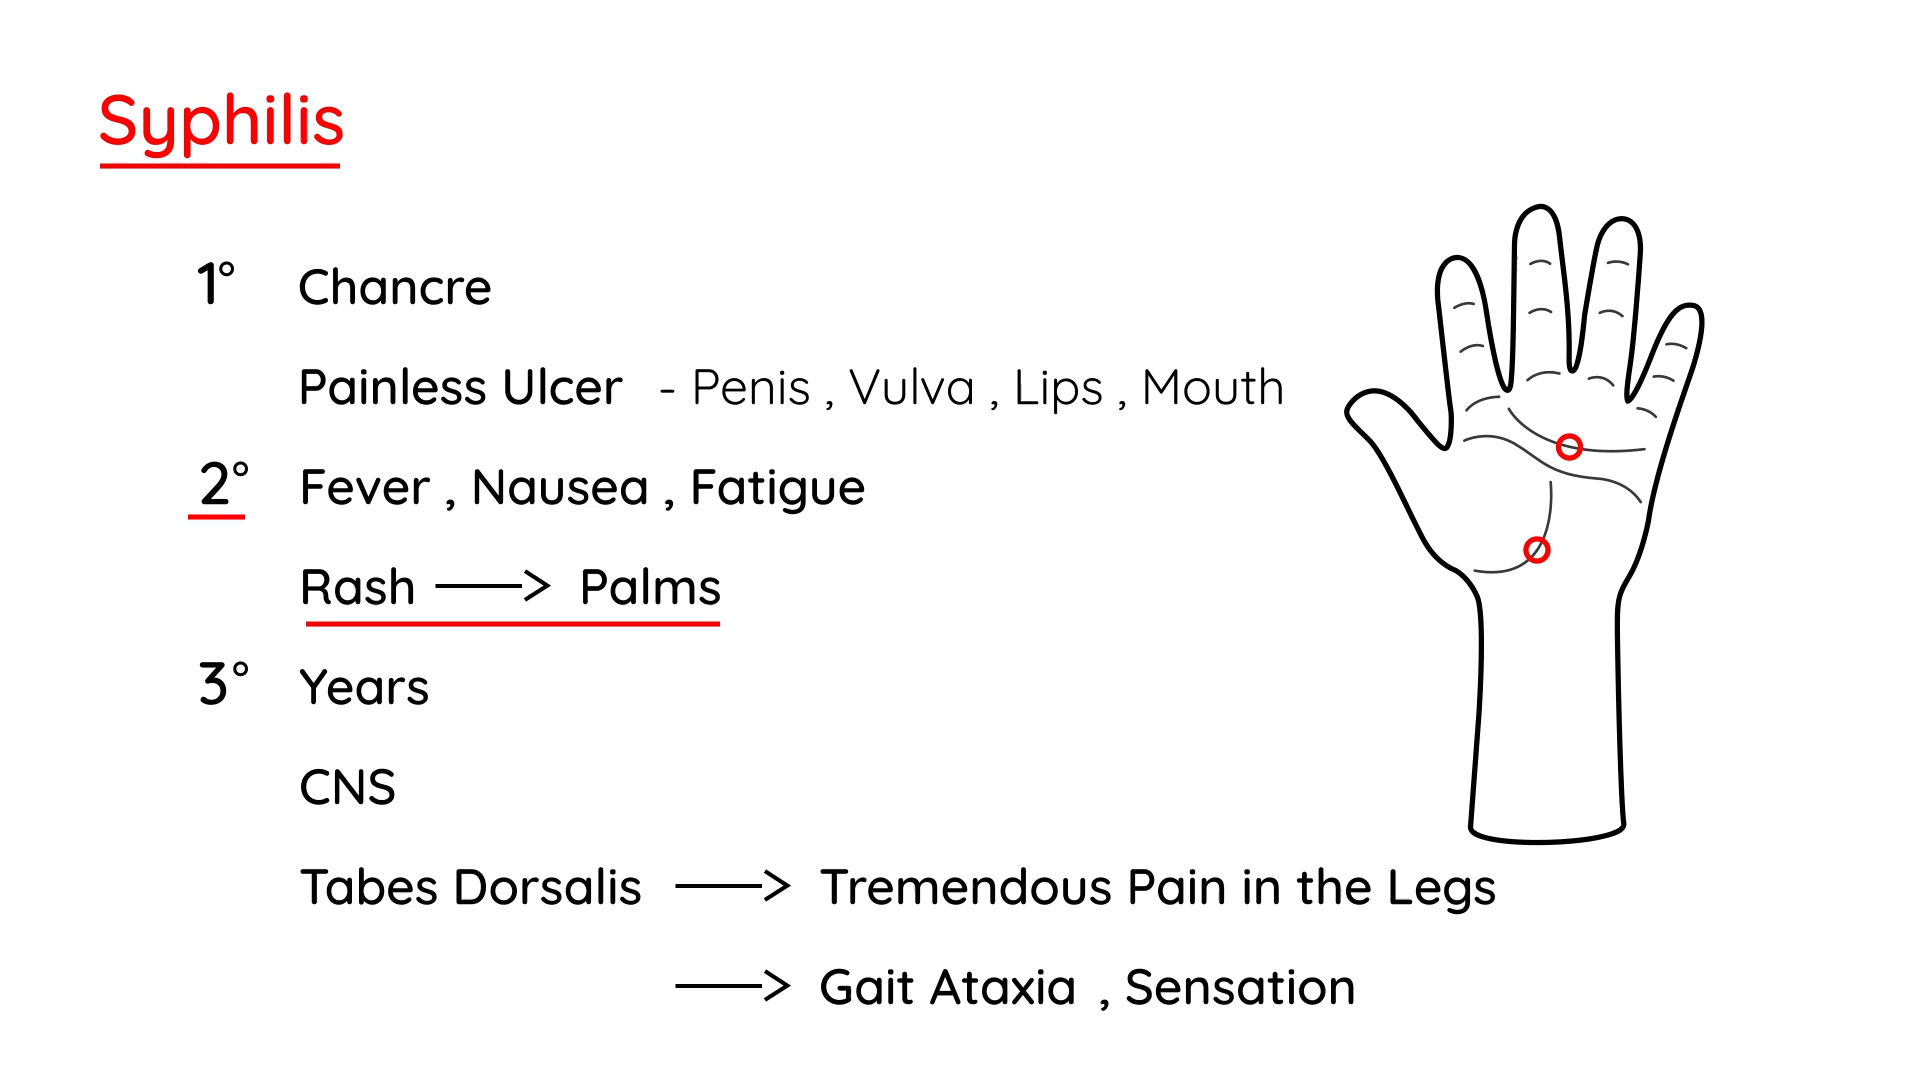 Syphilis
1° Chancre
Painless Ulcer - Penis , Vulva , Lips , Mouth
2° Fever , Nausea , Fatigue
Rash → Palms
3° Years
CNS
Tabes Dorsalis → Tremendous Pain in the Legs
→ Gait Ataxia , Sensation